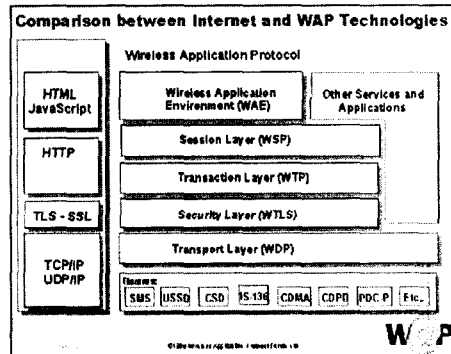 Comparison between Internet and WAP Technologies
Wireless Application Protocol
HTML
JavaScript
Wireless Application
Environment (WAE)
Other Services and
Applications
HTTP
Session Layer (WSP)
Transaction Layer (WTP)
TLS - SSL
Security Layer (WTLS)
Transport Layer (WDP)
TCP/IP
UDP/IP
Bearers:
SMS
USSD
CSD
IS-136
CDMA
CDPD
PDC-P
Etc..
WAP